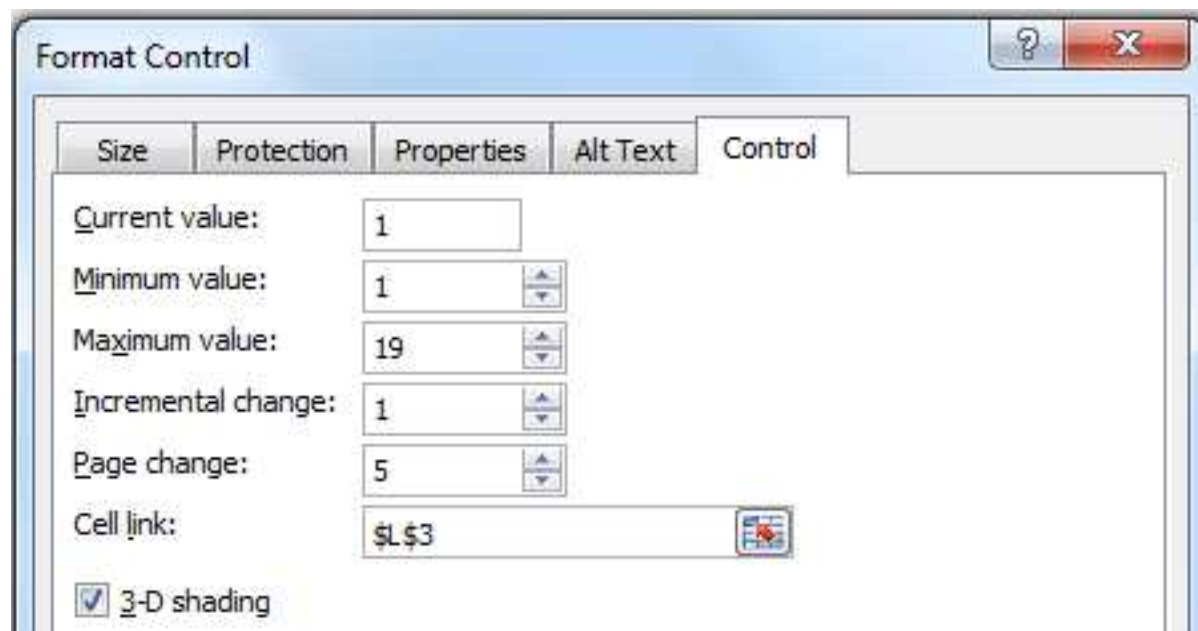 Format Control
? X
Size Protection Properties Alt Text Control
Current value: 1
Minimum value: 1
Maximum value: 19
Incremental change: 1
Page change: 5
Cell link: $L$3
3-D shading